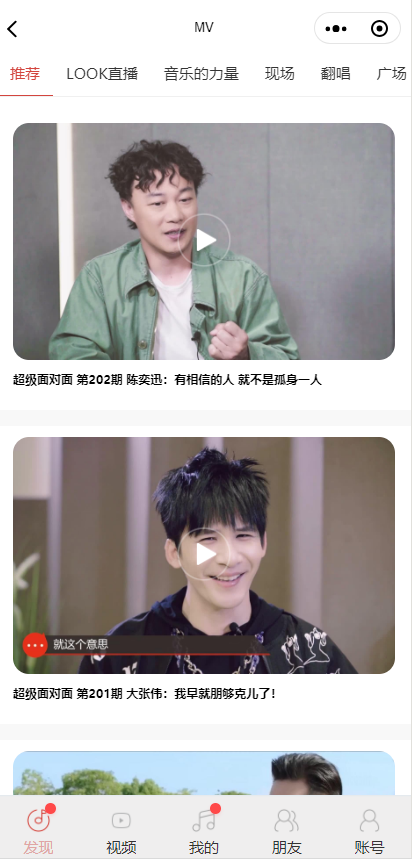 MV
推荐 LOOK直播 音乐的力量 现场 翻唱 广场
超级面对面 第202期 陈奕迅：有相信的人 就不是孤身一人
就这个意思
超级面对面 第201期 大张伟：我早就朋够克儿了！
发现 视频 我的 朋友 账号